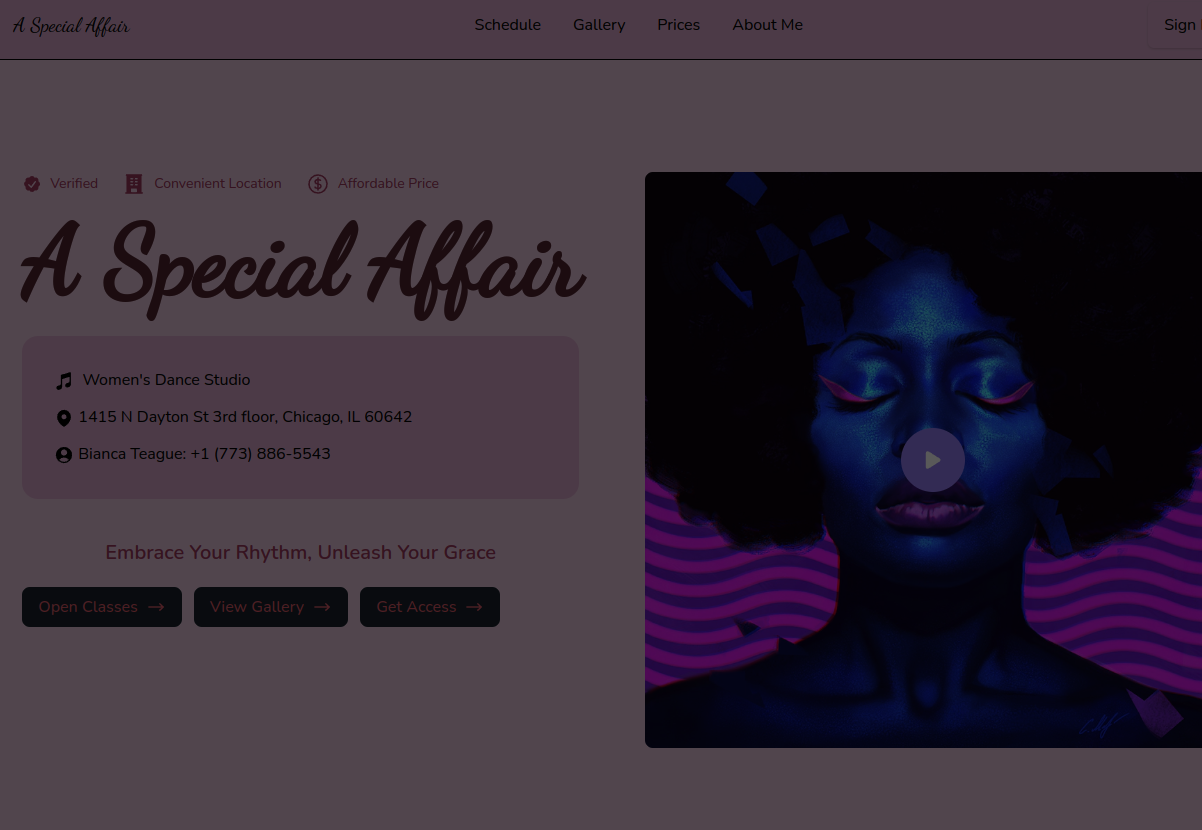 A Special Affair
Schedule Gallery Prices About Me
Sign
Verified Convenient Location Affordable Price
A Special Affair
Women's Dance Studio
1415 N Dayton St 3rd floor, Chicago, IL 60642
Bianca Teague: +1 (773) 886-5543
Embrace Your Rhythm, Unleash Your Grace
Open Classes → View Gallery → Get Access →